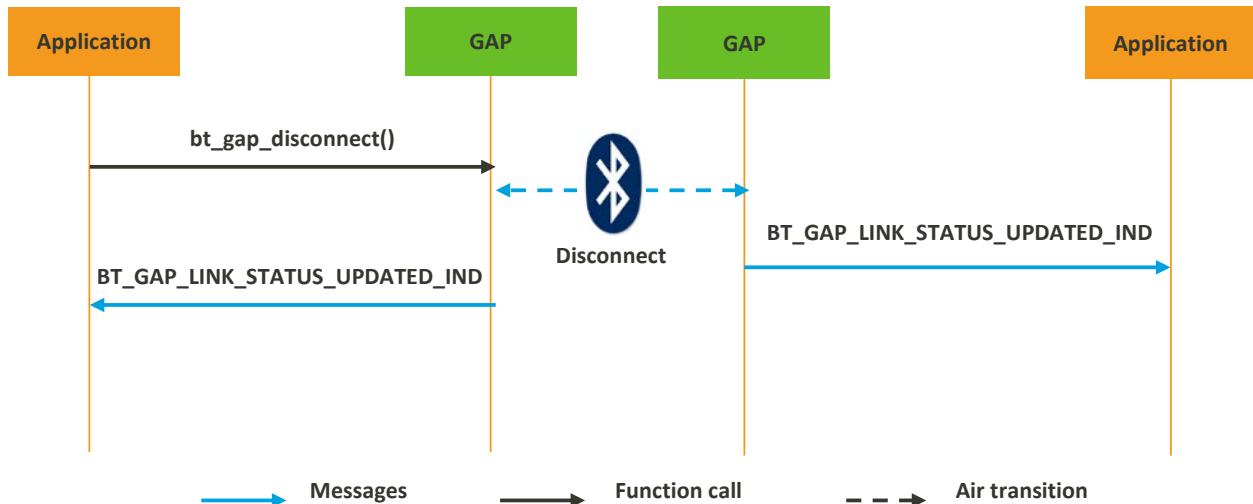 Application
GAP
GAP
Application
bt_gap_disconnect()
Disconnect
BT_GAP_LINK_STATUS_UPDATED_IND
BT_GAP_LINK_STATUS_UPDATED_IND
Messages
Function call
Air transition